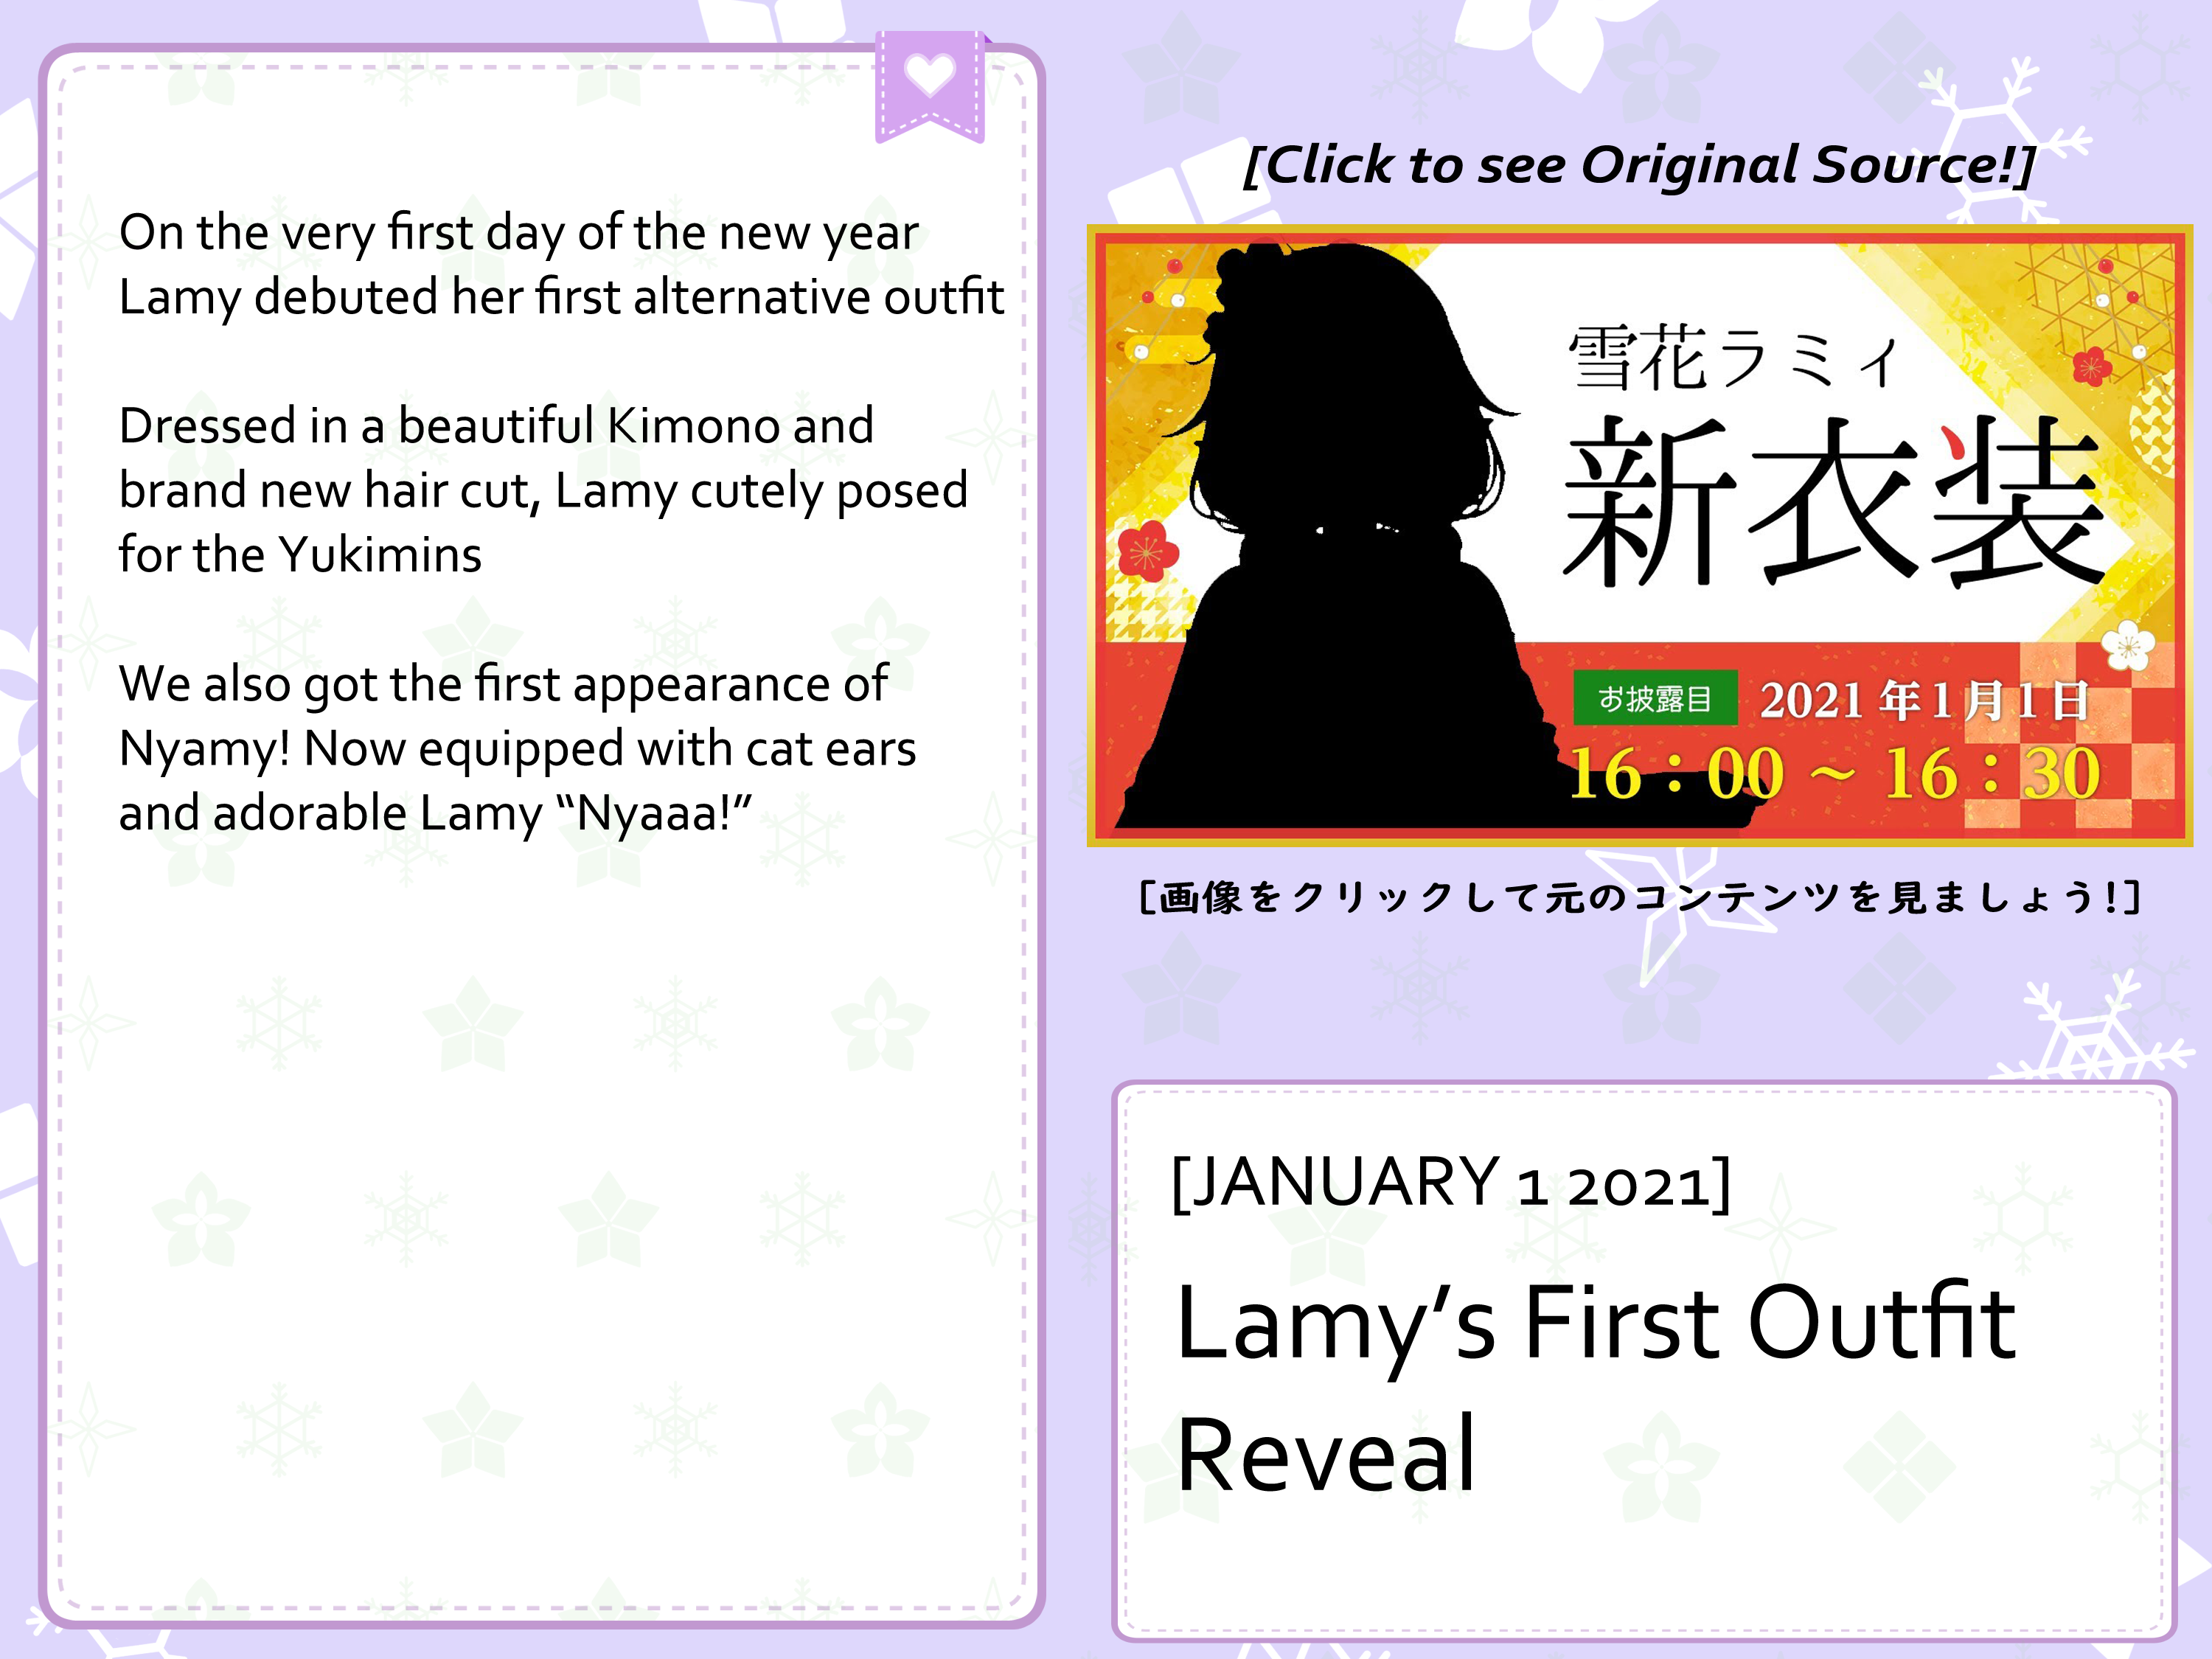 On the very first day of the new year
Lamy debuted her first alternative outfit
Dressed in a beautiful Kimono and
brand new hair cut, Lamy cutely posed
for the Yukimins
We also got the first appearance of
Nyamy! Now equipped with cat ears
and adorable Lamy “Nyaaa!”
[Click to see Original Source!]
雪花ラミィ
新衣装
お披露目 2021年1月1日
16：00 ～ 16：30
[画像をクリックして元のコンテンツを見ましょう!]
[JANUARY 1 2021]
Lamy’s First Outfit
Reveal